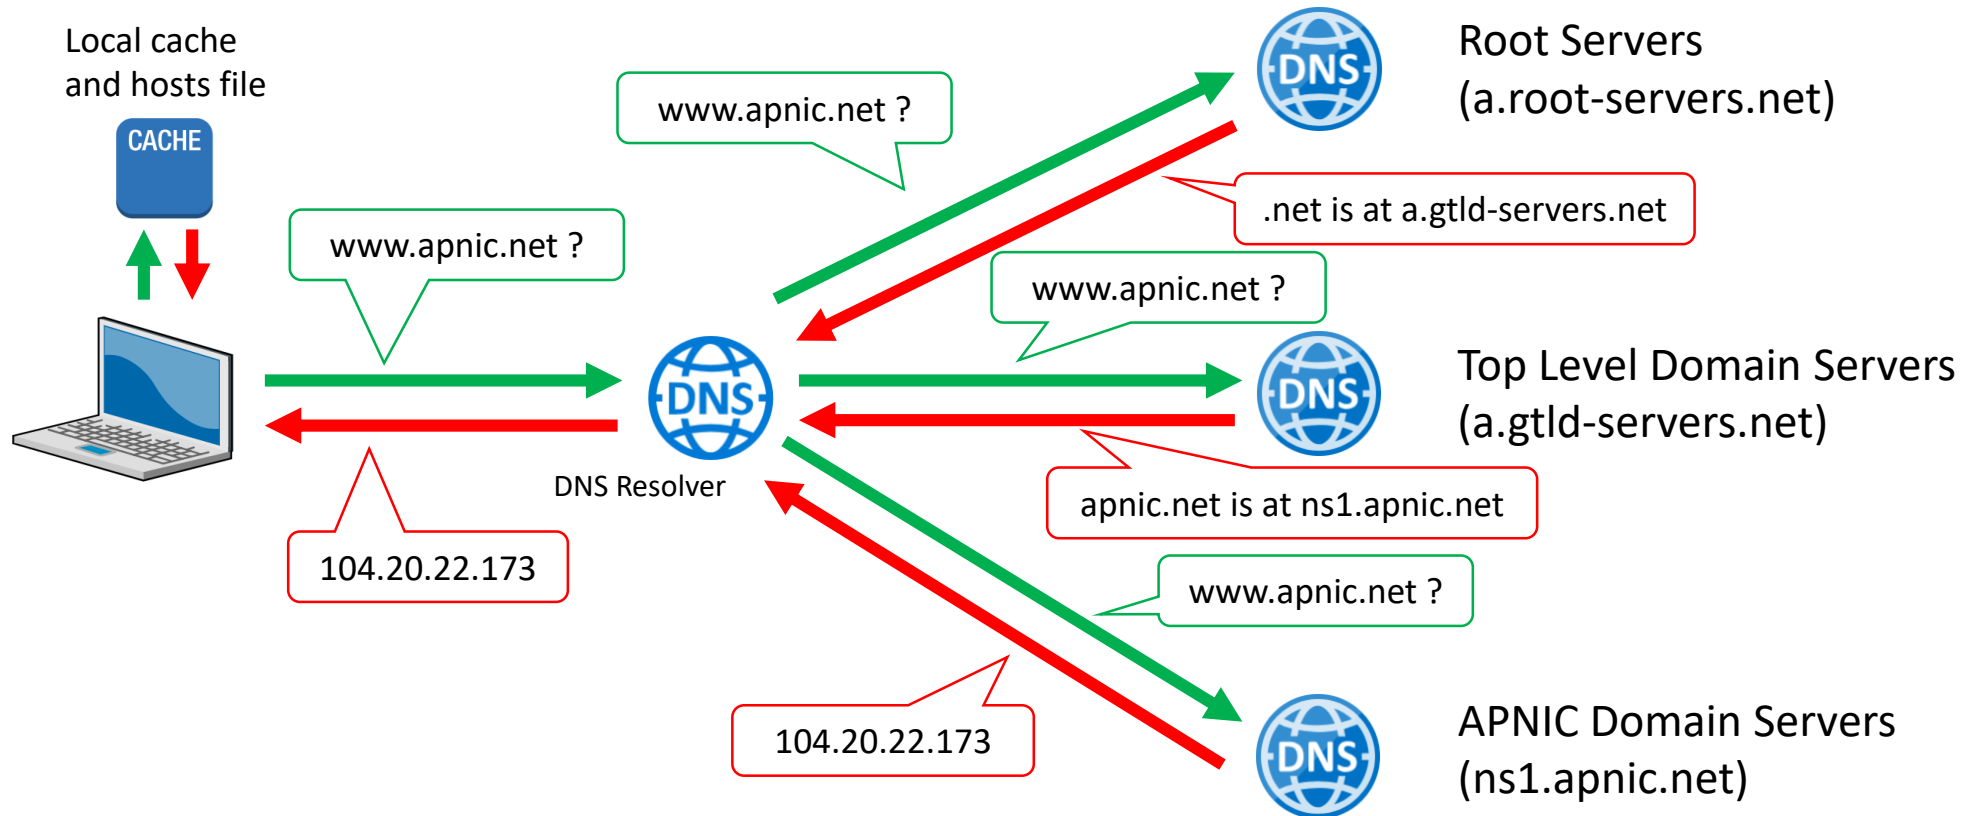 Local cache
and hosts file
CACHE
www.apnic.net ?
104.20.22.173
DNS
DNS Resolver
www.apnic.net ?
.net is at a.gtld-servers.net
DNS
Root Servers
(a.root-servers.net)
www.apnic.net ?
apnic.net is at ns1.apnic.net
DNS
Top Level Domain Servers
(a.gtld-servers.net)
www.apnic.net ?
104.20.22.173
DNS
APNIC Domain Servers
(ns1.apnic.net)